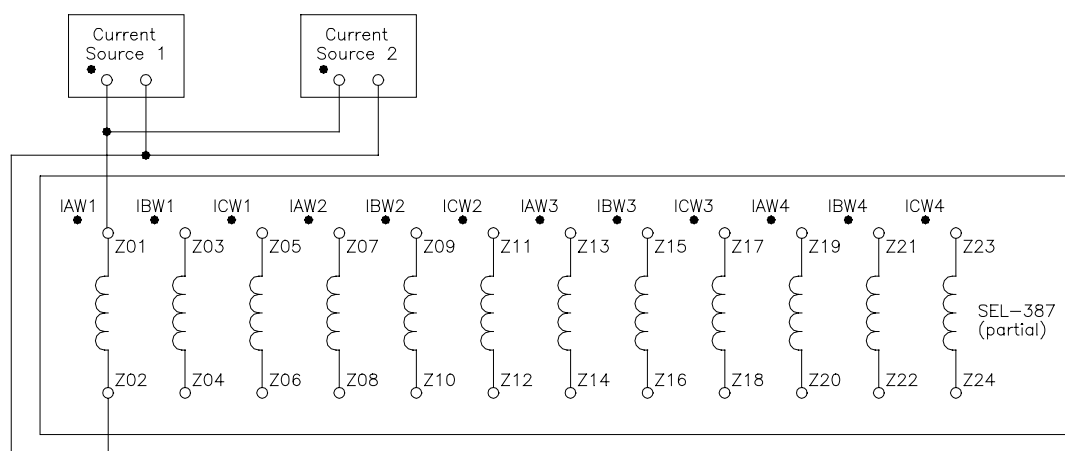 Current
Source 1
Current
Source 2
IAW1 IBW1 ICW1 IAW2 IBW2 ICW2 IAW3 IBW3 ICW3 IAW4 IBW4 ICW4
Z01 Z03 Z05 Z07 Z09 Z11 Z13 Z15 Z17 Z19 Z21 Z23
SEL-387
(partial)
Z02 Z04 Z06 Z08 Z10 Z12 Z14 Z16 Z18 Z20 Z22 Z24